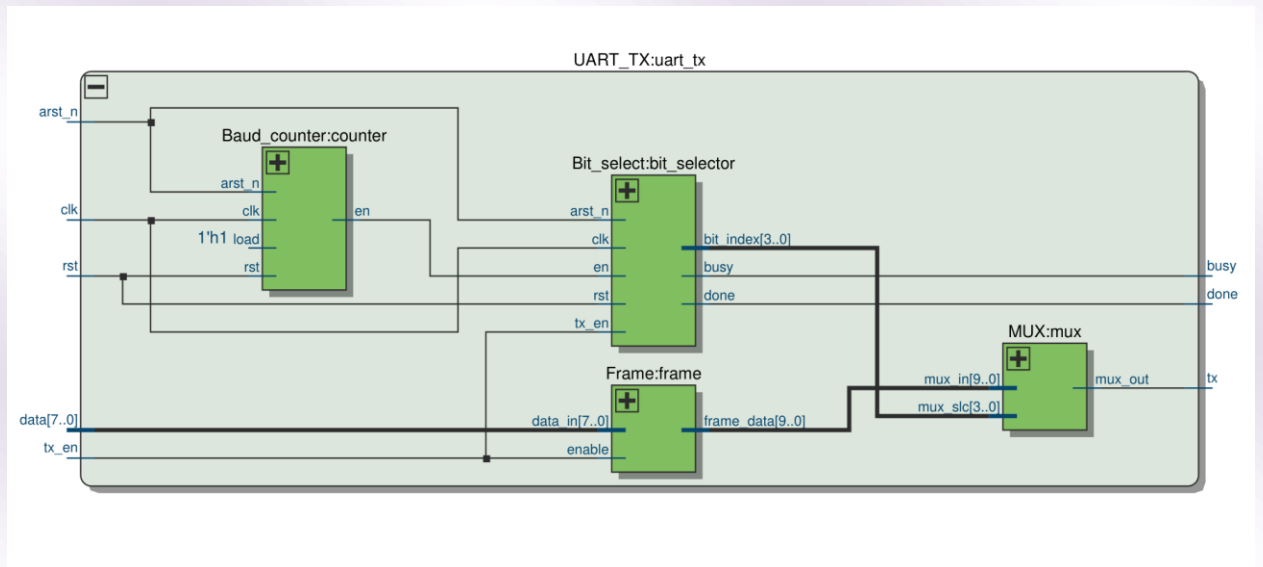 UART_TX:uart_tx
arst_n
Baud_counter:counter
Bit_select:bit_selector
arst_n
clk
clk
en
arst_n
1'h1 load
clk
bit_index[3..0]
rst
rst
en
busy
busy
rst
done
done
tx_en
MUX:mux
Frame:frame
mux_in[9..0]
mux_out
tx
mux_slc[3..0]
data[7..0]
data_in[7..0]
frame_data[9..0]
tx_en
enable